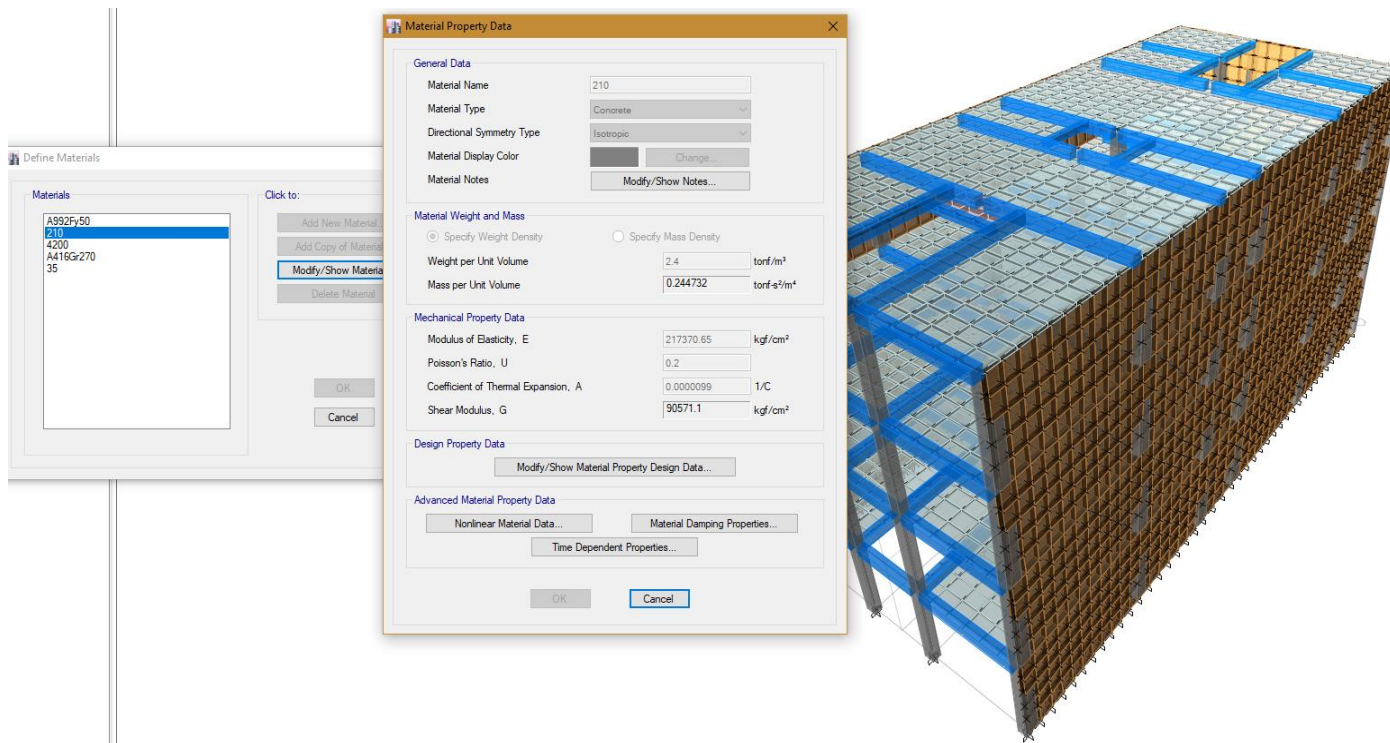 Define Materials
Materials
A992Fy50
210
4200
A416Gr270
35
Click to:
Add New Material
Add Copy of Material
Modify/Show Materia
Delete Material
OK
Cancel
Material Property Data
General Data
Material Name 210
Material Type Concrete
Directional Symmetry Type Isotropic
Material Display Color Change...
Material Notes Modify/Show Notes...
Material Weight and Mass
Specify Weight Density Specify Mass Density
Weight per Unit Volume 2.4 tonf/m³
Mass per Unit Volume 0.244732 tonf-s²/m⁴
Mechanical Property Data
Modulus of Elasticity, E 217370.65 kgf/cm²
Poisson's Ratio, U 0.2
Coefficient of Thermal Expansion, A 0.0000099 1/C
Shear Modulus, G 90571.1 kgf/cm²
Design Property Data
Modify/Show Material Property Design Data...
Advanced Material Property Data
Nonlinear Material Data... Material Damping Properties...
Time Dependent Properties...
OK Cancel